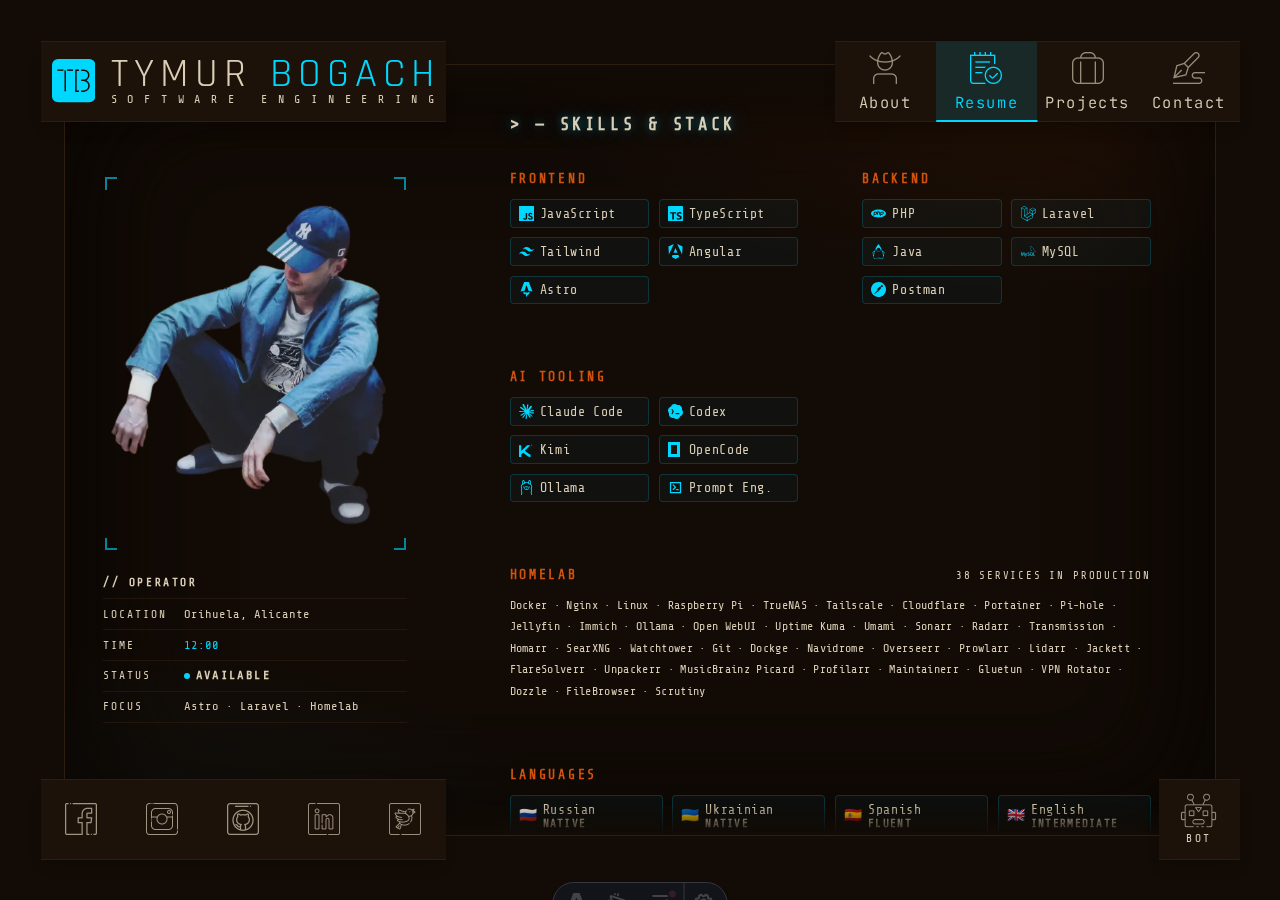 TB TYMUR BOGACH
SOFTWARE ENGINEERING
About
Resume
Projects
Contact
> — SKILLS & STACK
FRONTEND
JS JavaScript
TS TypeScript
Tailwind
Angular
Astro
BACKEND
php PHP
Laravel
Java
MySQL MySQL
Postman
AI TOOLING
Claude Code
Codex
Kimi
OpenCode
Ollama
Prompt Eng.
HOMELAB
38 SERVICES IN PRODUCTION
Docker · Nginx · Linux · Raspberry Pi · TrueNAS · Tailscale · Cloudflare · Portainer · Pi-hole ·
Jellyfin · Immich · Ollama · Open WebUI · Uptime Kuma · Umami · Sonarr · Radarr · Transmission ·
Homarr · SearXNG · Watchtower · Git · Dockge · Navidrome · Overseerr · Prowlarr · Lidarr · Jackett ·
FlareSolverr · Unpackerr · MusicBrainz Picard · Profilarr · Maintainerr · Gluetun · VPN Rotator ·
Dozzle · FileBrowser · Scrutiny
// OPERATOR
LOCATION Orihuela, Alicante
TIME 12:00
STATUS AVAILABLE
FOCUS Astro · Laravel · Homelab
LANGUAGES
Russian
NATIVE
Ukrainian
NATIVE
Spanish
FLUENT
English
INTERMEDIATE
BOT